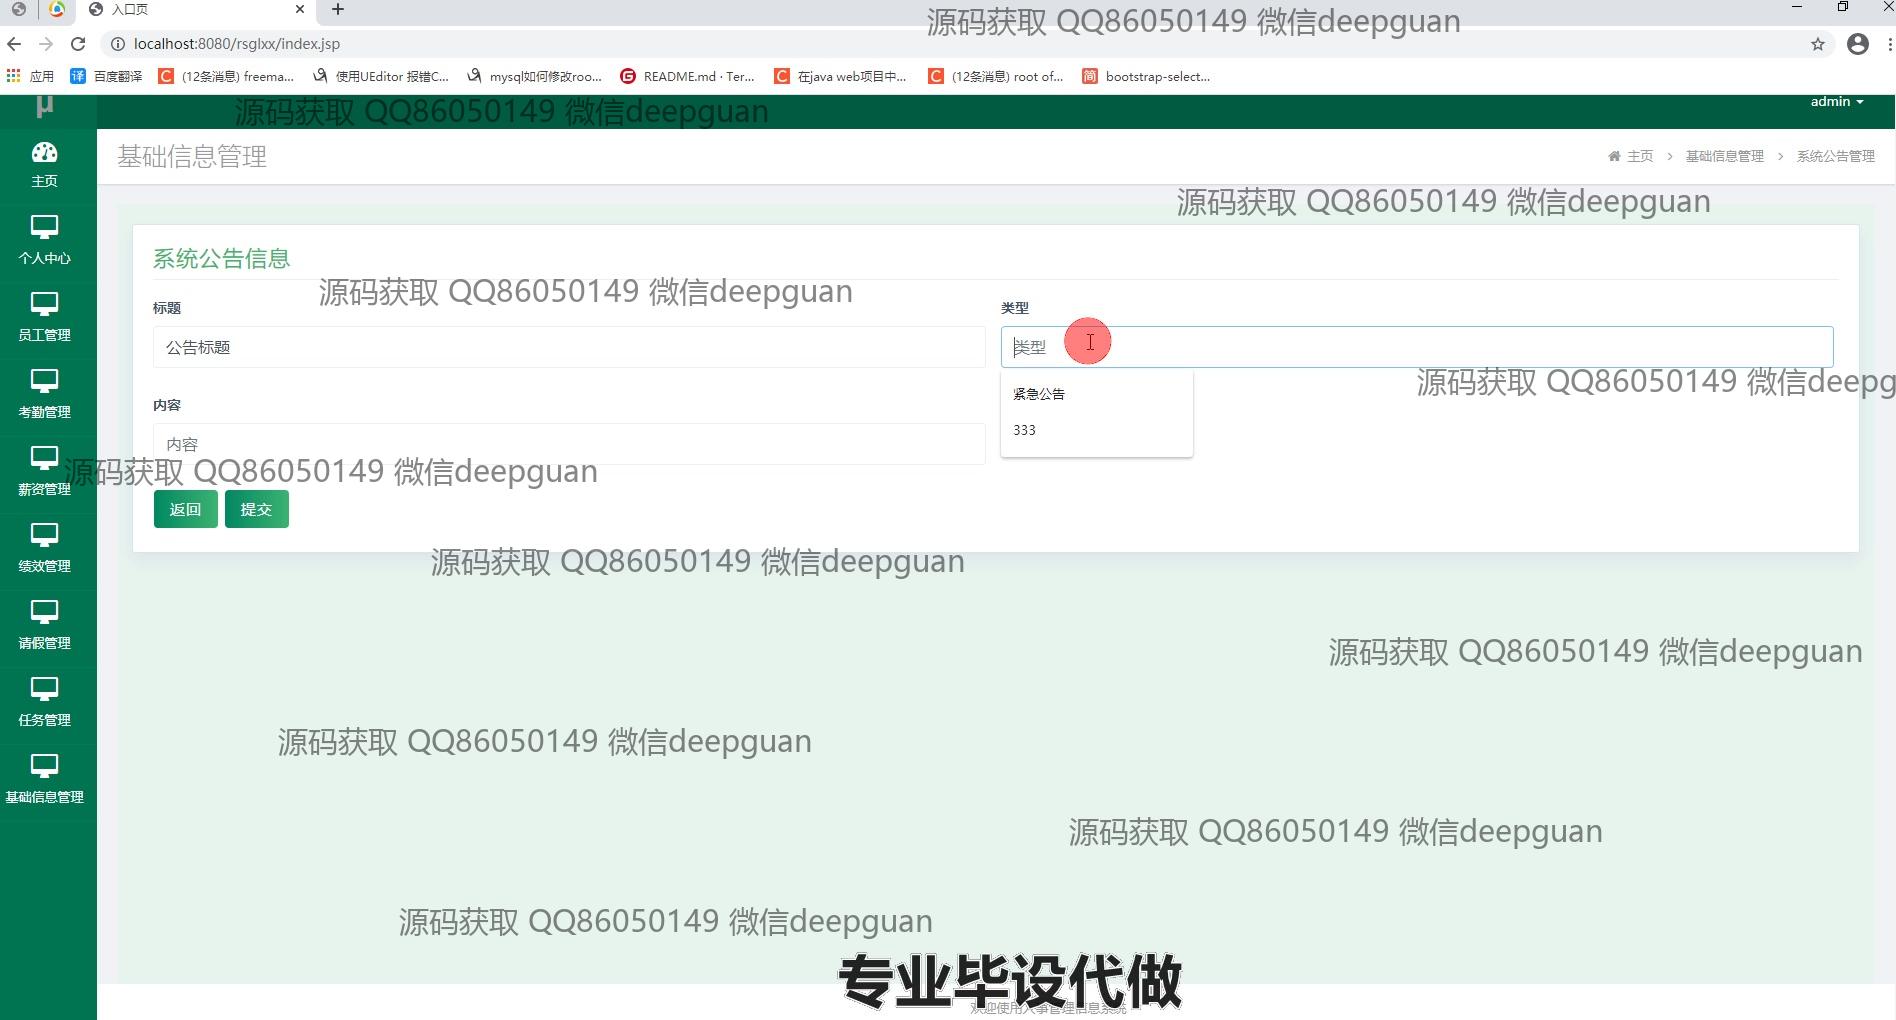 入口页
源码获取 QQ86050149 微信deepguan
localhost:8080/rsglxx/index.jsp
应用 百度翻译 (12条消息) freema... 使用UEditor 报错C... mysql如何修改roo... README.md · Ter... 在java web项目中... (12条消息) root of... bootstrap-select...
μ
源码获取 QQ86050149 微信deepguan
admin
基础信息管理
主页 > 基础信息管理 > 系统公告管理
主页
源码获取 QQ86050149 微信deepguan
个人中心
系统公告信息
源码获取 QQ86050149 微信deepguan
标题
类型
员工管理
公告标题
类型
源码获取 QQ86050149 微信deepg
紧急公告
考勤管理
内容
333
内容
源码获取 QQ86050149 微信deepguan
薪资管理
返回 提交
源码获取 QQ86050149 微信deepguan
绩效管理
请假管理
源码获取 QQ86050149 微信deepguan
任务管理
源码获取 QQ86050149 微信deepguan
基础信息管理
源码获取 QQ86050149 微信deepguan
源码获取 QQ86050149 微信deepguan
专业毕设代做
欢迎使用人事管理信息系统